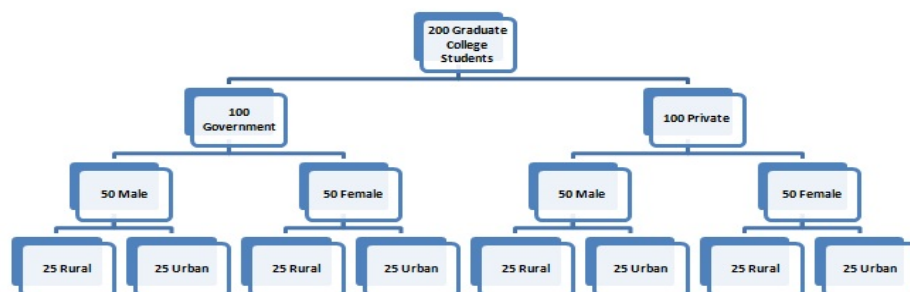 200 Graduate
College
Students
100
Government
100 Private
50 Male
50 Female
50 Male
50 Female
25 Rural
25 Urban
25 Rural
25 Urban
25 Rural
25 Urban
25 Rural
25 Urban